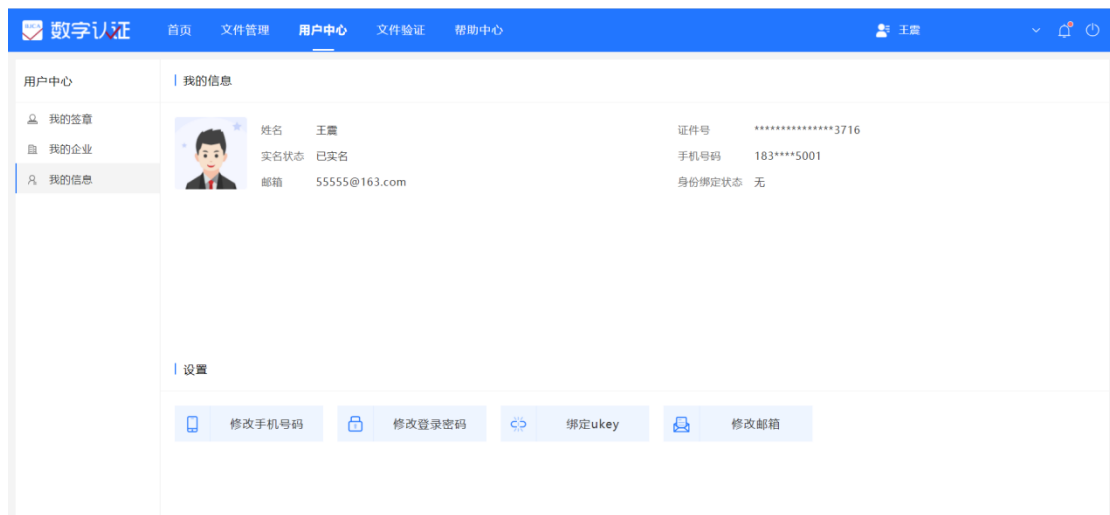 数字认证 首页 文件管理 用户中心 文件验证 帮助中心 王震
用户中心
我的签章
我的企业
我的信息
我的信息
姓名 王震 证件号 ***************3716
实名状态 已实名 手机号码 183****5001
邮箱 55555@163.com 身份绑定状态 无
设置
修改手机号码 修改登录密码 绑定ukey 修改邮箱